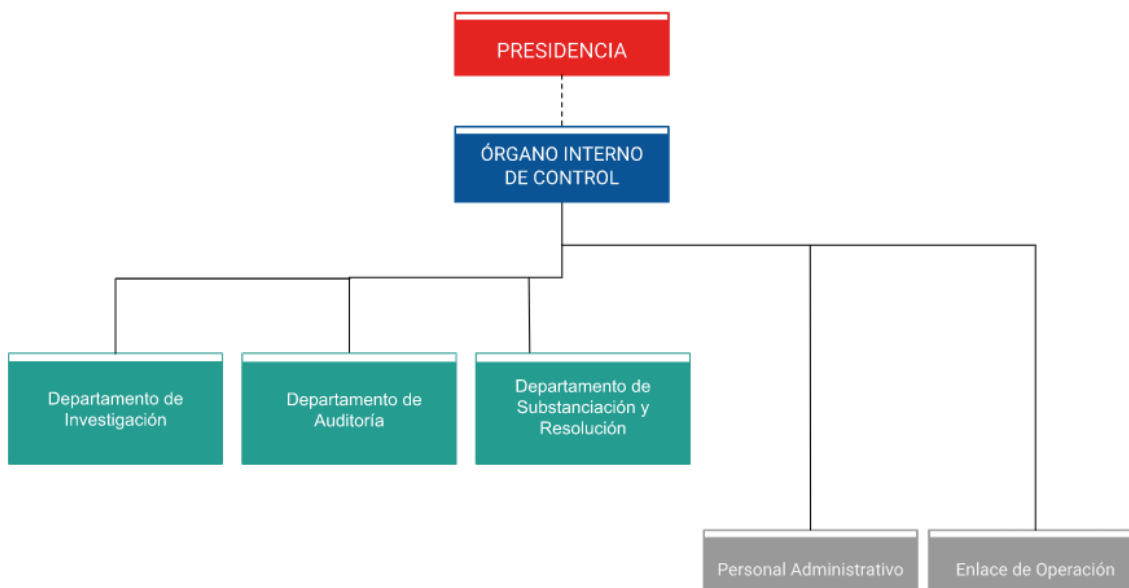 PRESIDENCIA
ÓRGANO INTERNO
DE CONTROL
Departamento de
Investigación
Departamento de
Auditoría
Departamento de
Substanciación y
Resolución
Personal Administrativo
Enlace de Operación